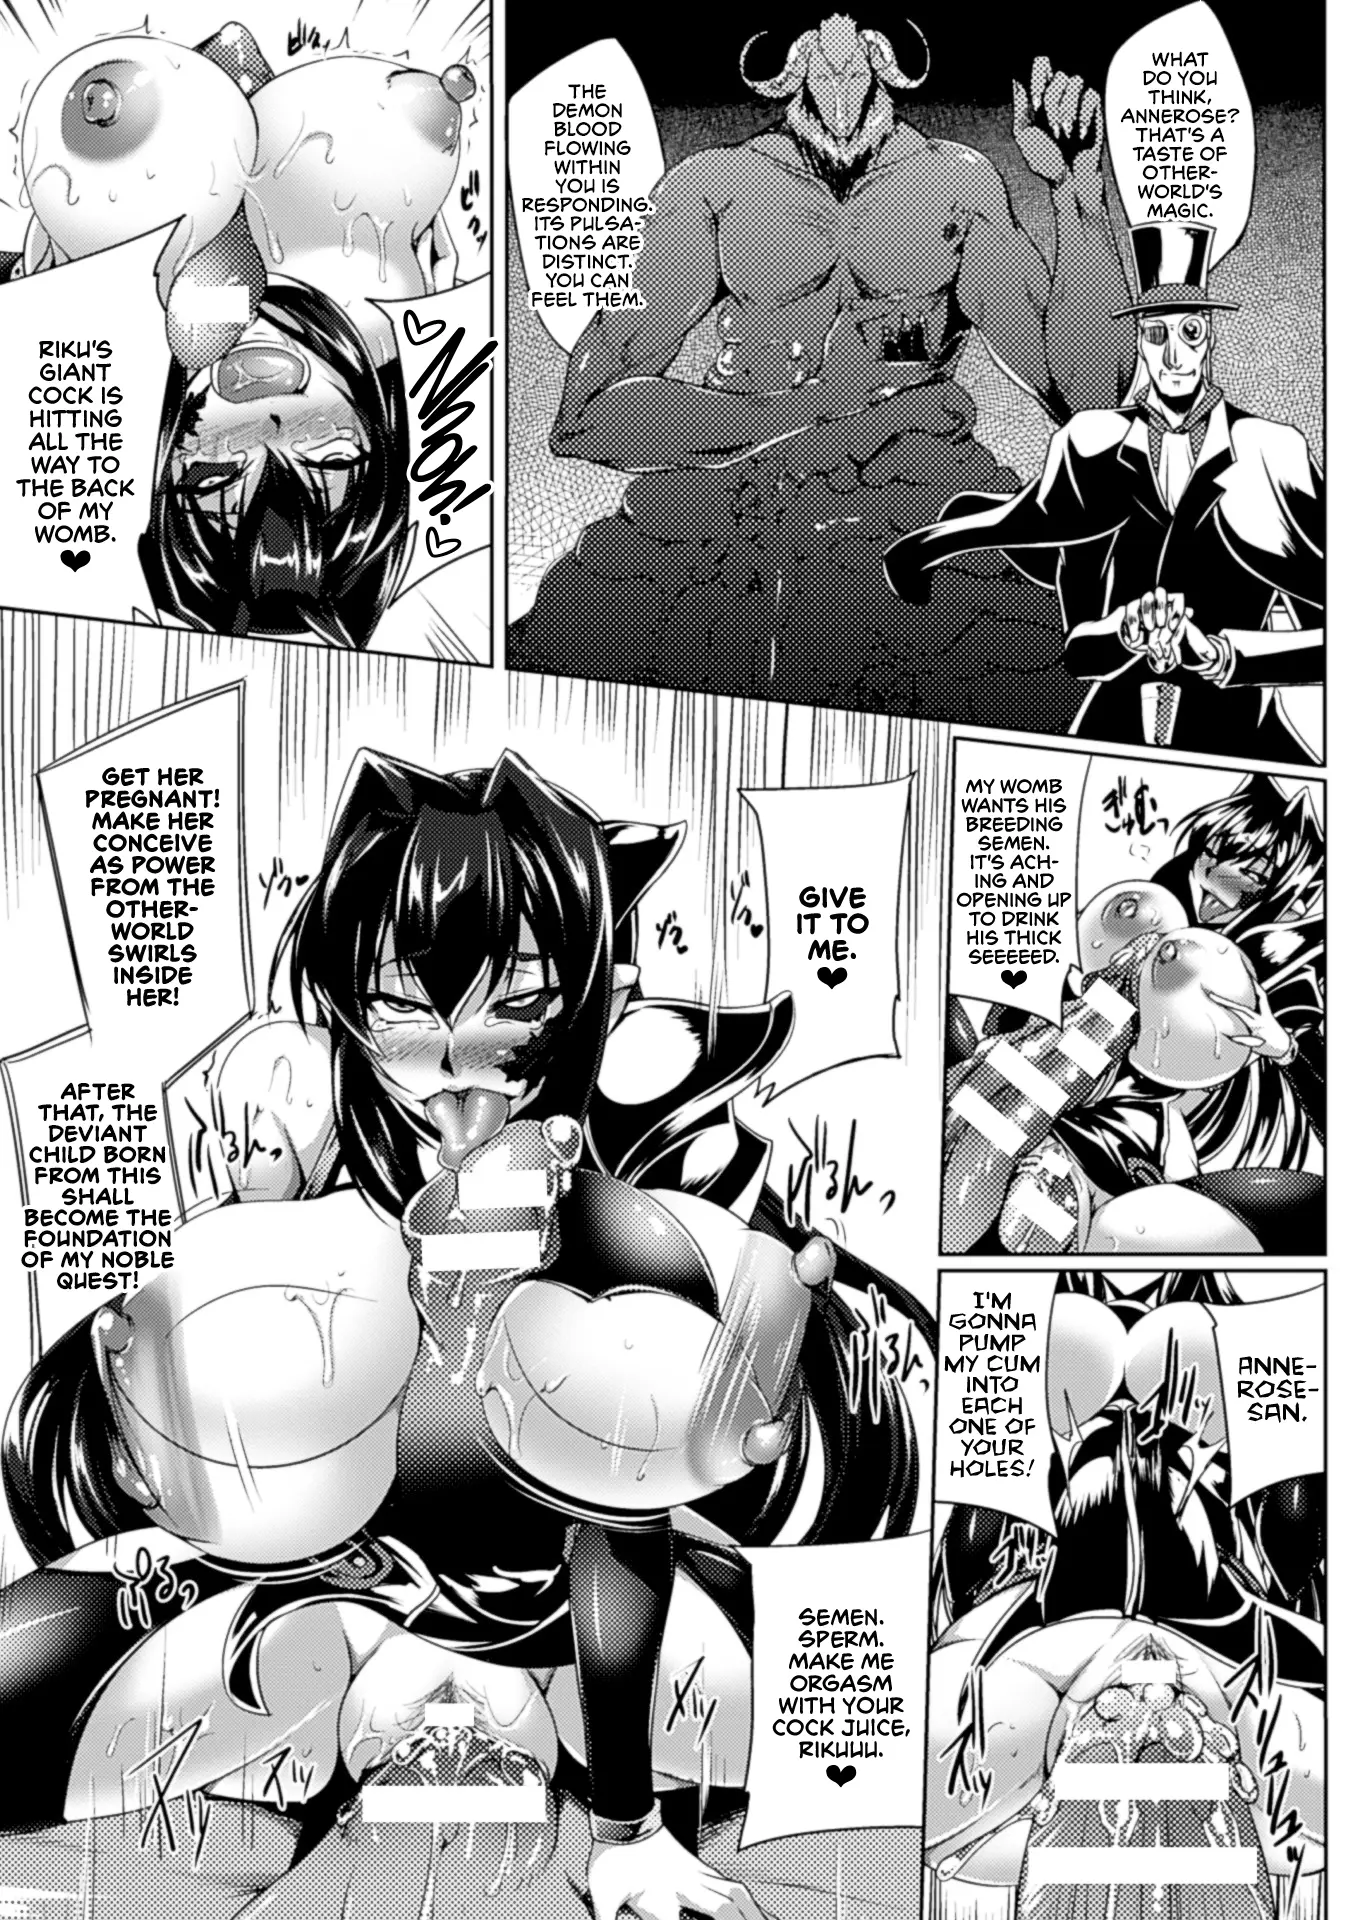 WHAT
DO YOU
THINK,
ANNEROSE?
THAT'S A
TASTE OF
OTHER-
WORLD'S
MAGIC.
THE
DEMON
BLOOD
FLOWING
WITHIN
YOU IS
RESPONDING.
ITS PULSA-
TIONS ARE
DISTINCT.
YOU CAN
FEEL THEM.
RIKU'S
GIANT
COCK IS
HITTING
ALL THE
WAY TO
THE BACK
OF MY
WOMB.
♥
MY WOMB
WANTS HIS
BREEDING
SEMEN.
IT'S ACH-
ING AND
OPENING UP
TO DRINK
HIS THICK
SEEEEED.
♥
ぎゅむっ
GIVE
IT TO
ME.
♥
GET HER
PREGNANT!
MAKE HER
CONCEIVE
AS POWER
FROM THE
OTHER-
WORLD
SWIRLS
INSIDE
HER!
AFTER
THAT, THE
DEVIANT
CHILD BORN
FROM THIS
SHALL
BECOME THE
FOUNDATION
OF MY NOBLE
QUEST!
ANNE-
ROSE-
SAN.
I'M
GONNA
PUMP
MY CUM
INTO
EACH
ONE OF
YOUR
HOLES!
SEMEN.
SPERM.
MAKE ME
ORGASM
WITH YOUR
COCK JUICE,
RIKUUU.
♥